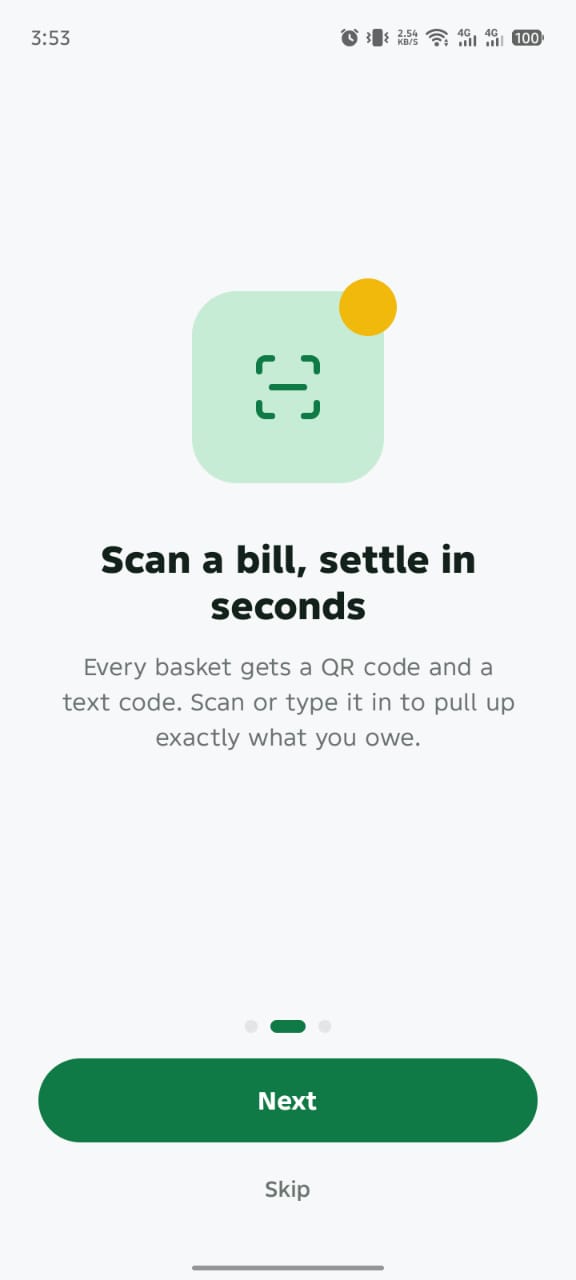 3:53
2.54
KB/S
4G
4G
100
Scan a bill, settle in
seconds
Every basket gets a QR code and a
text code. Scan or type it in to pull up
exactly what you owe.
Next
Skip